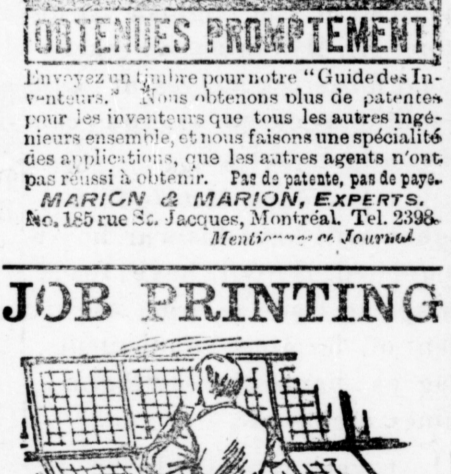 OBTENUES PROMPTEMENT
Envoyez un timbre pour notre "Guide des In-
venteurs." Nous obtenons plus de patentes
pour les inventeurs que tous les autres ingé-
nieurs ensemble, et nous faisons une spécialité
des applications, que les autres agents n'ont
pas réussi à obtenir. Pas de patente, pas de paye.
MARION & MARION, EXPERTS.
No. 185 rue St. Jacques, Montréal. Tel. 2398.
Mentionnez ce Journal
JOB PRINTING